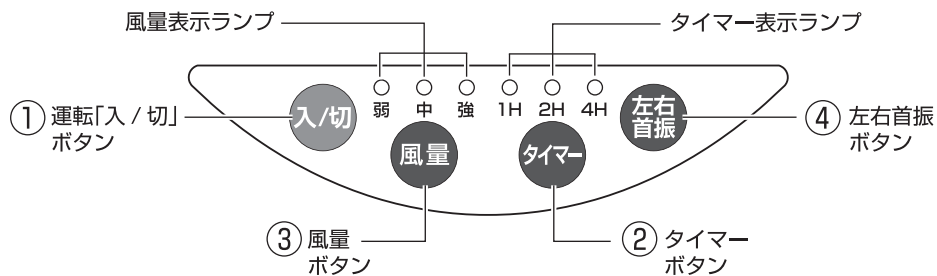 風量表示ランプ
タイマー表示ランプ
弱 中 強 1H 2H 4H
① 運転「入 / 切」
ボタン
入/切
風量
タイマー
左右
首振
④ 左右首振
ボタン
③ 風量
ボタン
② タイマー
ボタン